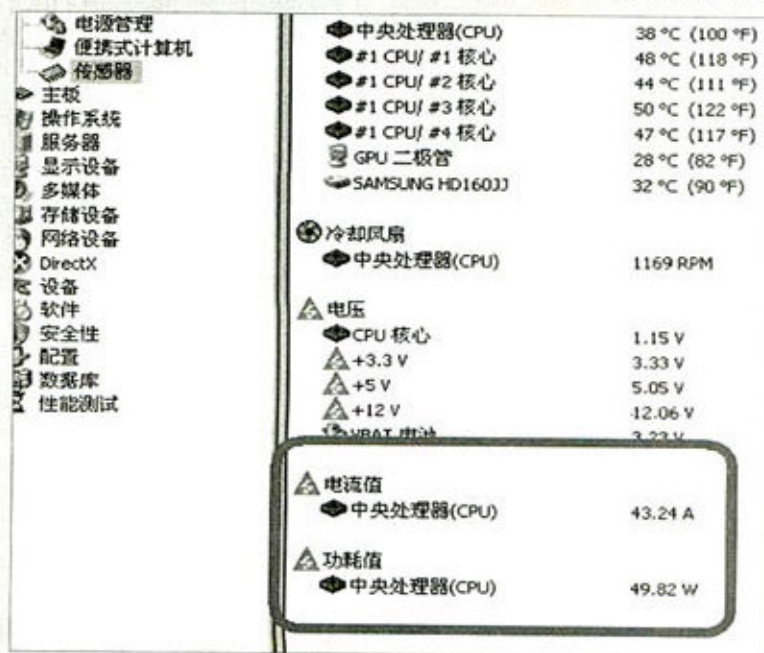 电源管理
便携式计算机
传感器
主板
操作系统
服务器
显示设备
多媒体
存储设备
网络设备
DirectX
设备
软件
安全性
配置
数据库
性能测试
中央处理器(CPU) 38 °C (100 °F)
#1 CPU/ #1 核心 48 °C (118 °F)
#1 CPU/ #2 核心 44 °C (111 °F)
#1 CPU/ #3 核心 50 °C (122 °F)
#1 CPU/ #4 核心 47 °C (117 °F)
GPU 二极管 28 °C (82 °F)
SAMSUNG HD160JJ 32 °C (90 °F)
冷却风扇
中央处理器(CPU) 1169 RPM
电压
CPU 核心 1.15 V
+3.3 V 3.33 V
+5 V 5.05 V
+12 V 12.06 V
VBAT 电池 3.23 V
电流值
中央处理器(CPU) 43.24 A
功耗值
中央处理器(CPU) 49.82 W